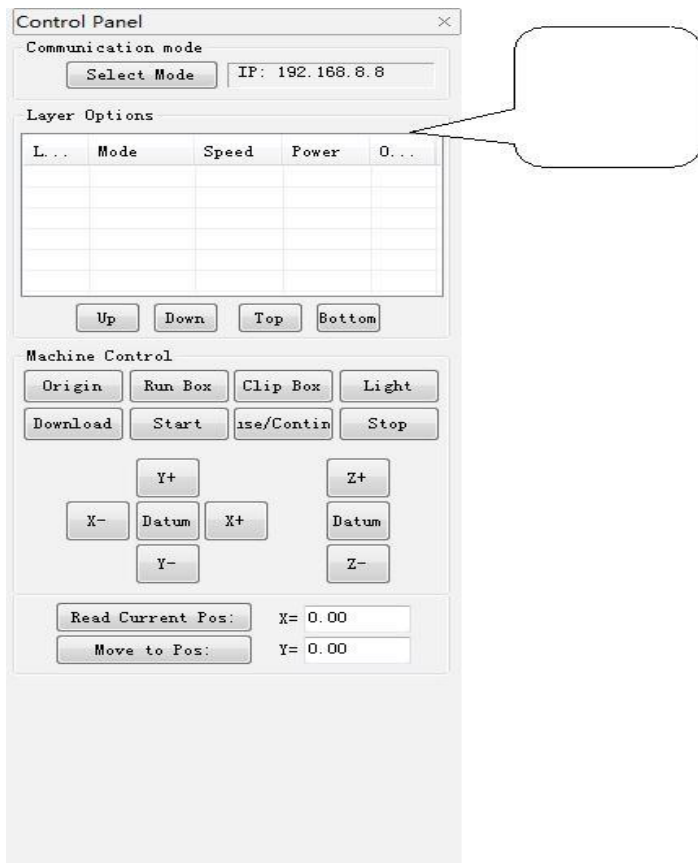 Control Panel
Communication mode
Select Mode IP: 192.168.8.8
Layer Options
L... Mode Speed Power O...
Up Down Top Bottom
Machine Control
Origin Run Box Clip Box Light
Download Start ise/Contin Stop
Y+ Z+
X- Datum X+ Datum
Y- Z-
Read Current Pos: X= 0.00
Move to Pos: Y= 0.00